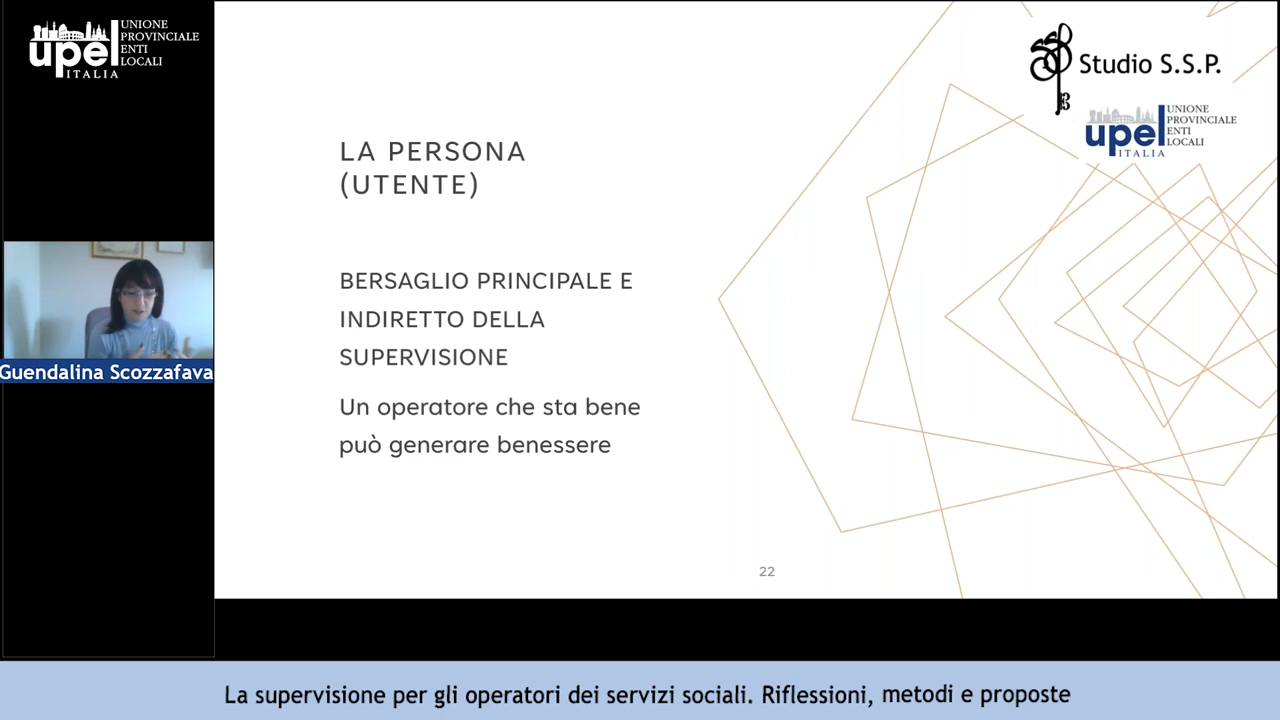 upel
ITALIA
UNIONE
PROVINCIALE
ENTI
LOCALI
Studio S.S.P.
upel
ITALIA
UNIONE
PROVINCIALE
ENTI
LOCALI
LA PERSONA
(UTENTE)
BERSAGLIO PRINCIPALE E
INDIRETTO DELLA
SUPERVISIONE
Un operatore che sta bene
può generare benessere
22
Guendalina Scozzafava
La supervisione per gli operatori dei servizi sociali. Riflessioni, metodi e proposte